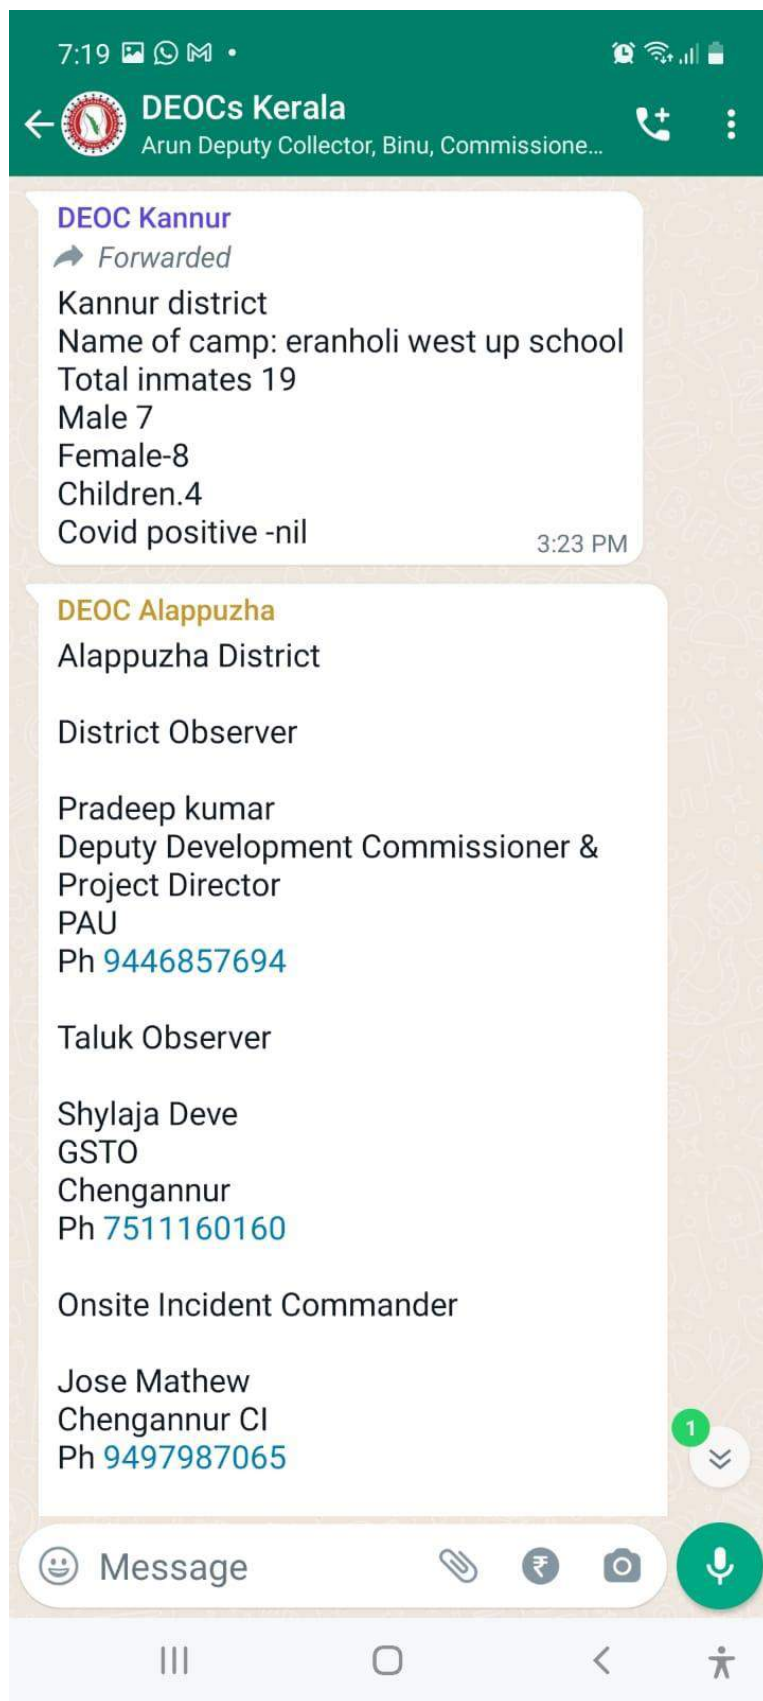 7:19
DEOCs Kerala
Arun Deputy Collector, Binu, Commissione...
DEOC Kannur
Forwarded
Kannur district
Name of camp: eranholi west up school
Total inmates 19
Male 7
Female-8
Children.4
Covid positive -nil
3:23 PM
DEOC Alappuzha
Alappuzha District
District Observer
Pradeep kumar
Deputy Development Commissioner &
Project Director
PAU
Ph 9446857694
Taluk Observer
Shylaja Deve
GSTO
Chengannur
Ph 7511160160
Onsite Incident Commander
Jose Mathew
Chengannur CI
Ph 9497987065
1
Message